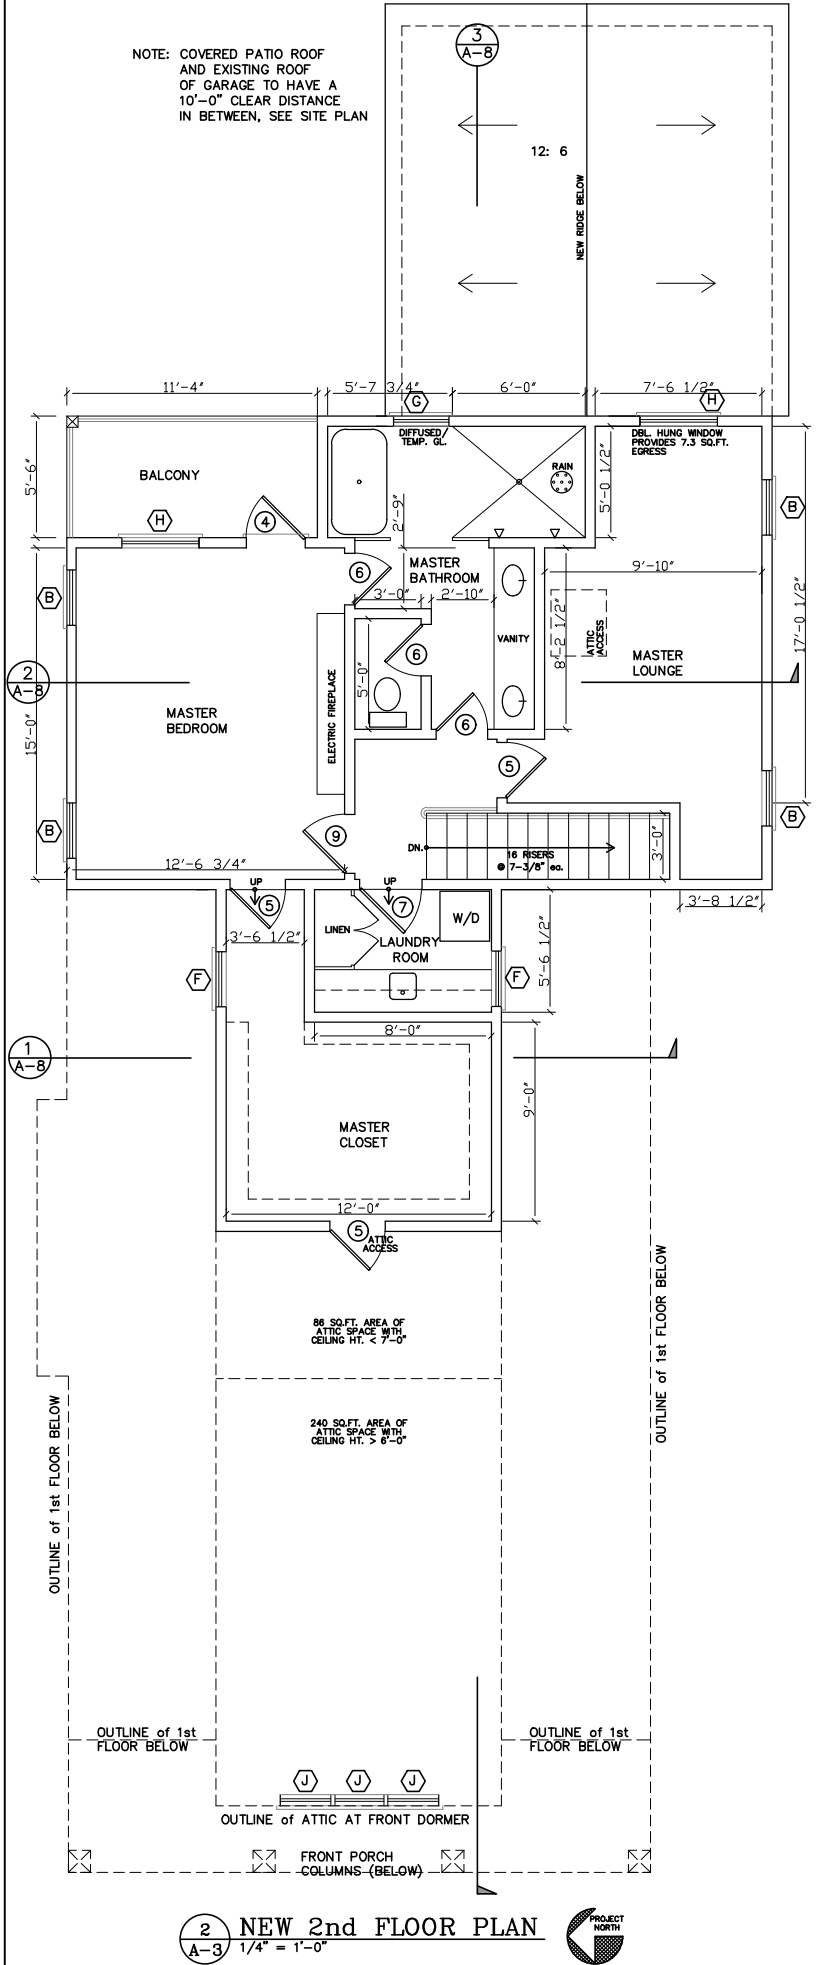 NOTE: COVERED PATIO ROOF
AND EXISTING ROOF
OF GARAGE TO HAVE A
10'-0" CLEAR DISTANCE
IN BETWEEN, SEE SITE PLAN
3
A-8
12: 6
NEW RIDGE BELOW
11'-4"
5'-7 3/4"
6'-0"
7'-6 1/2"
G
H
DIFFUSED/
TEMP. GL.
DBL. HUNG WINDOW
PROVIDES 7.3 SQ.FT.
EGRESS
5'-6"
BALCONY
RAIN
5'-0 1/2"
B
H
4
2'-9"
MASTER
BATHROOM
9'-10"
17'-0 1/2"
B
6
3'-0"
2'-10"
8'-2 1/2"
ATTIC
ACCESS
VANITY
MASTER
LOUNGE
6
5'-0"
2
A-8
15'-0"
MASTER
BEDROOM
ELECTRIC FIREPLACE
6
5
B
B
9
DN.
16 RISERS
@ 7-3/8" ea.
3'-0"
12'-6 3/4"
UP
UP
5
7
W/D
3'-8 1/2"
LINEN
3'-6 1/2"
LAUNDRY
ROOM
5'-6 1/2"
F
F
8'-0"
1
A-8
9'-0"
MASTER
CLOSET
12'-0"
5
ATTIC
ACCESS
86 SQ.FT. AREA OF
ATTIC SPACE WITH
CEILING HT. < 7'-0"
OUTLINE of 1st FLOOR BELOW
240 SQ.FT. AREA OF
ATTIC SPACE WITH
CEILING HT. > 6'-0"
OUTLINE of 1st FLOOR BELOW
OUTLINE of 1st
FLOOR BELOW
OUTLINE of 1st
FLOOR BELOW
J
J
J
OUTLINE of ATTIC AT FRONT DORMER
FRONT PORCH
COLUMNS (BELOW)
2
A-3
NEW 2nd FLOOR PLAN
1/4" = 1'-0"
PROJECT
NORTH